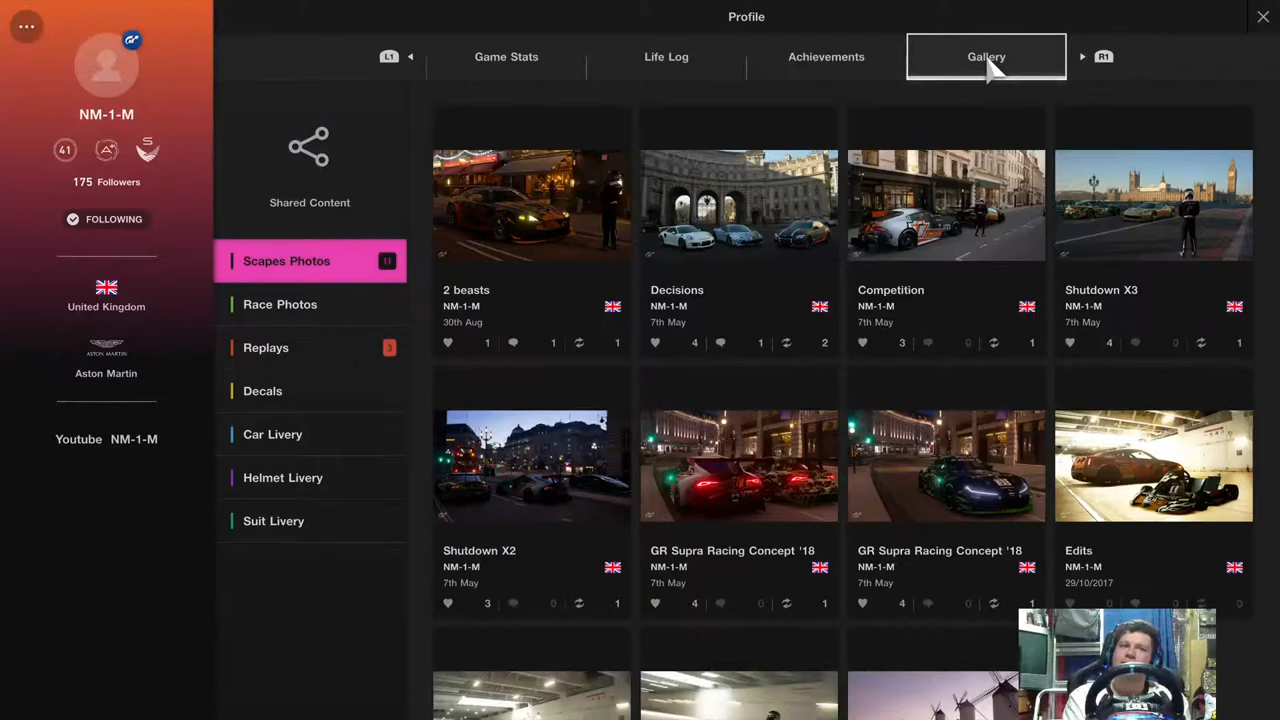 Profile
L1
Game Stats
Life Log
Achievements
Gallery
R1
NM-1-M
41
A+
S
175 Followers
FOLLOWING
United Kingdom
ASTON MARTIN
Aston Martin
Youtube NM-1-M
Shared Content
Scapes Photos 11
Race Photos
Replays 3
Decals
Car Livery
Helmet Livery
Suit Livery
2 beasts
NM-1-M
30th Aug
1 1 1
Decisions
NM-1-M
7th May
4 1 2
Competition
NM-1-M
7th May
3 0 1
Shutdown X3
NM-1-M
7th May
4 0 1
Shutdown X2
NM-1-M
7th May
3 0 1
GR Supra Racing Concept '18
NM-1-M
7th May
4 0 1
GR Supra Racing Concept '18
NM-1-M
7th May
4 0 1
Edits
NM-1-M
29/10/2017
0 0 0